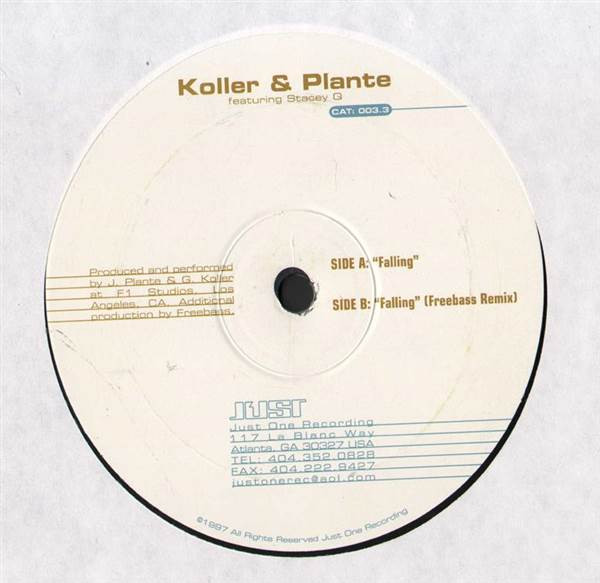 Koller & Plante
featuring Stacey G
CAT: 003.3
SIDE A: "Falling"
SIDE B: "Falling" (Freebass Remix)
Produced and performed
by J. Plante & G. Koller
at F1 Studios, Los
Angeles, CA. Additional
production by Freebass.
JUST
Just One Recording
117 La Blanc Way
Atlanta, GA 30327 USA
TEL: 404.352.0828
FAX: 404.222.9427
justonerec@aol.com
©1997 All Rights Reserved Just One Recording